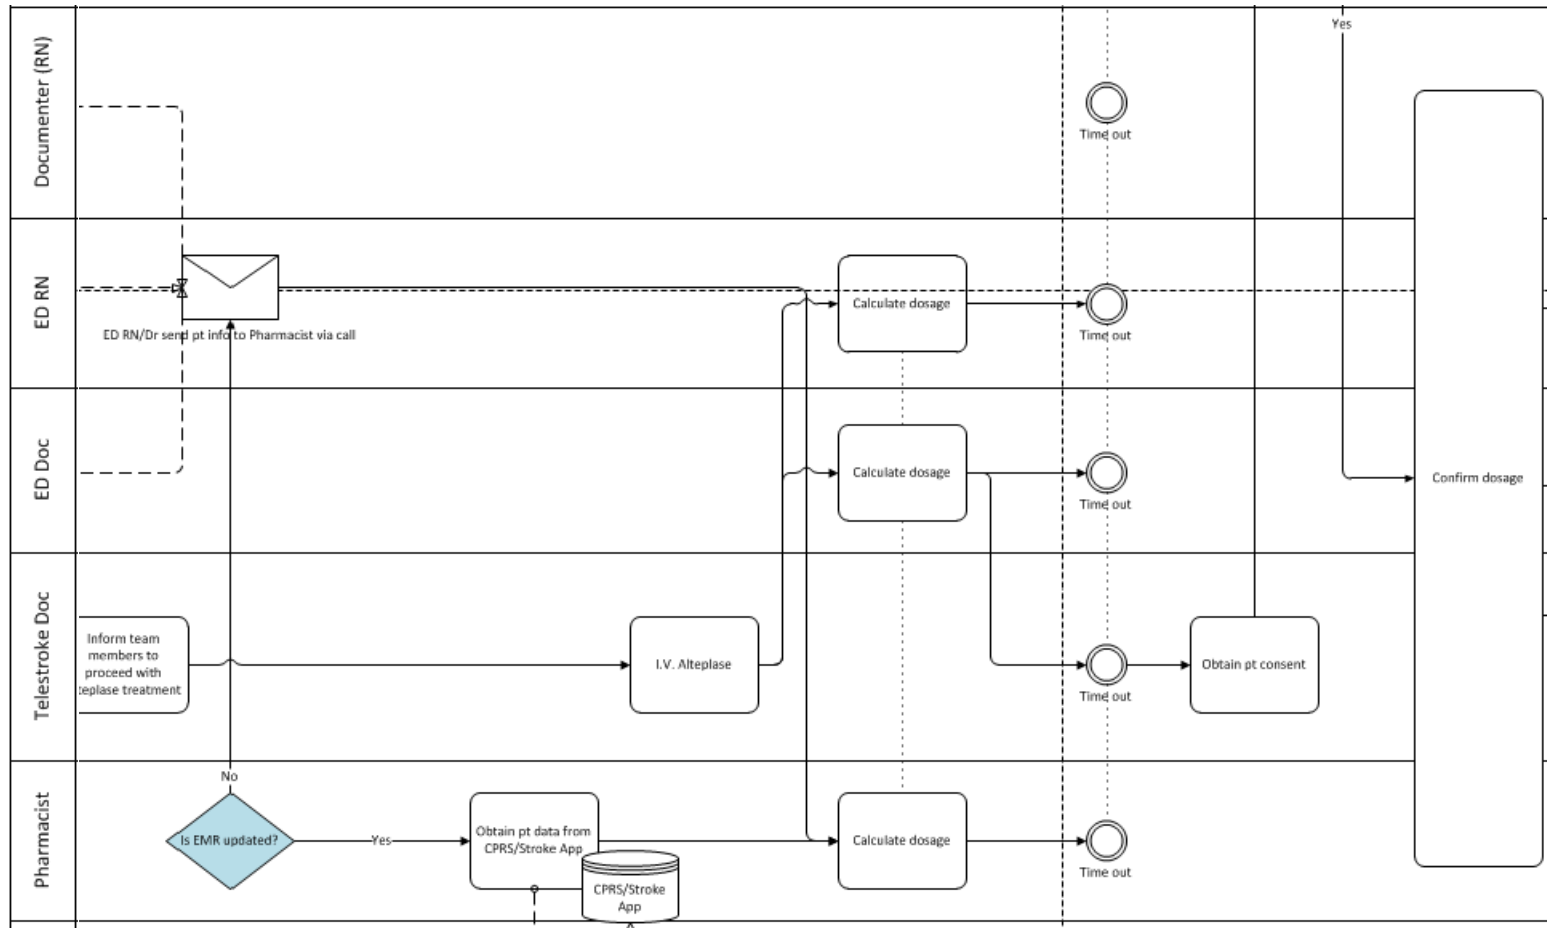 Yes
Documenter (RN)
Time out
ED RN
ED RN/Dr send pt info to Pharmacist via call
Calculate dosage
Time out
ED Doc
Calculate dosage
Time out
Confirm dosage
Telestroke Doc
Inform team
members to
proceed with
teplase treatment
I.V. Alteplase
Time out
Obtain pt consent
Pharmacist
No
Is EMR updated?
Yes
Obtain pt data from
CPRS/Stroke App
CPRS/Stroke
App
Calculate dosage
Time out